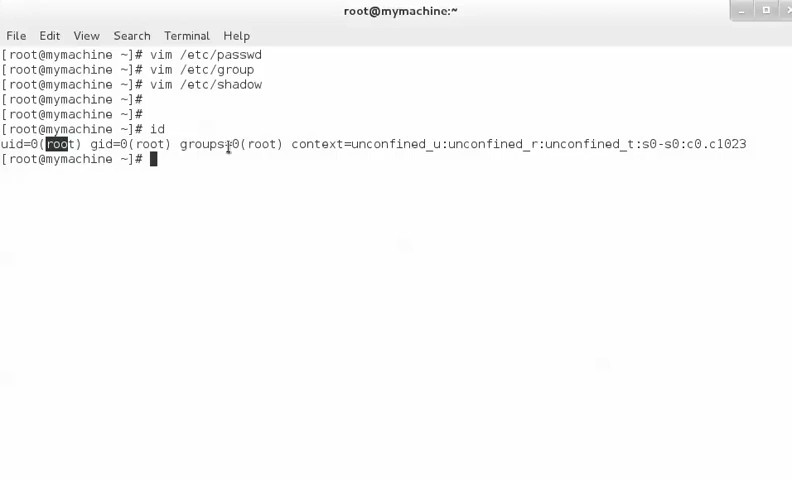 root@mymachine:~
File Edit View Search Terminal Help
[root@mymachine ~]# vim /etc/passwd
[root@mymachine ~]# vim /etc/group
[root@mymachine ~]# vim /etc/shadow
[root@mymachine ~]#
[root@mymachine ~]#
[root@mymachine ~]# id
uid=0(root) gid=0(root) groups=0(root) context=unconfined_u:unconfined_r:unconfined_t:s0-s0:c0.c1023
[root@mymachine ~]#